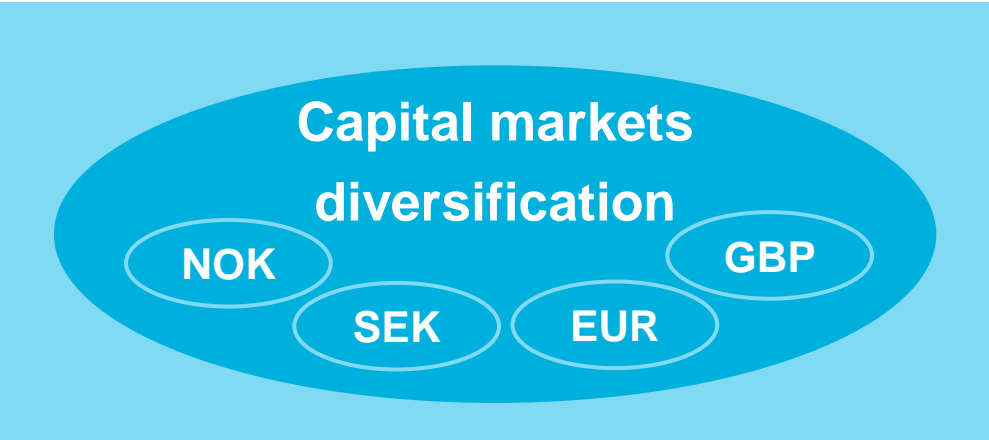 Capital markets
diversification
NOK
GBP
SEK
EUR